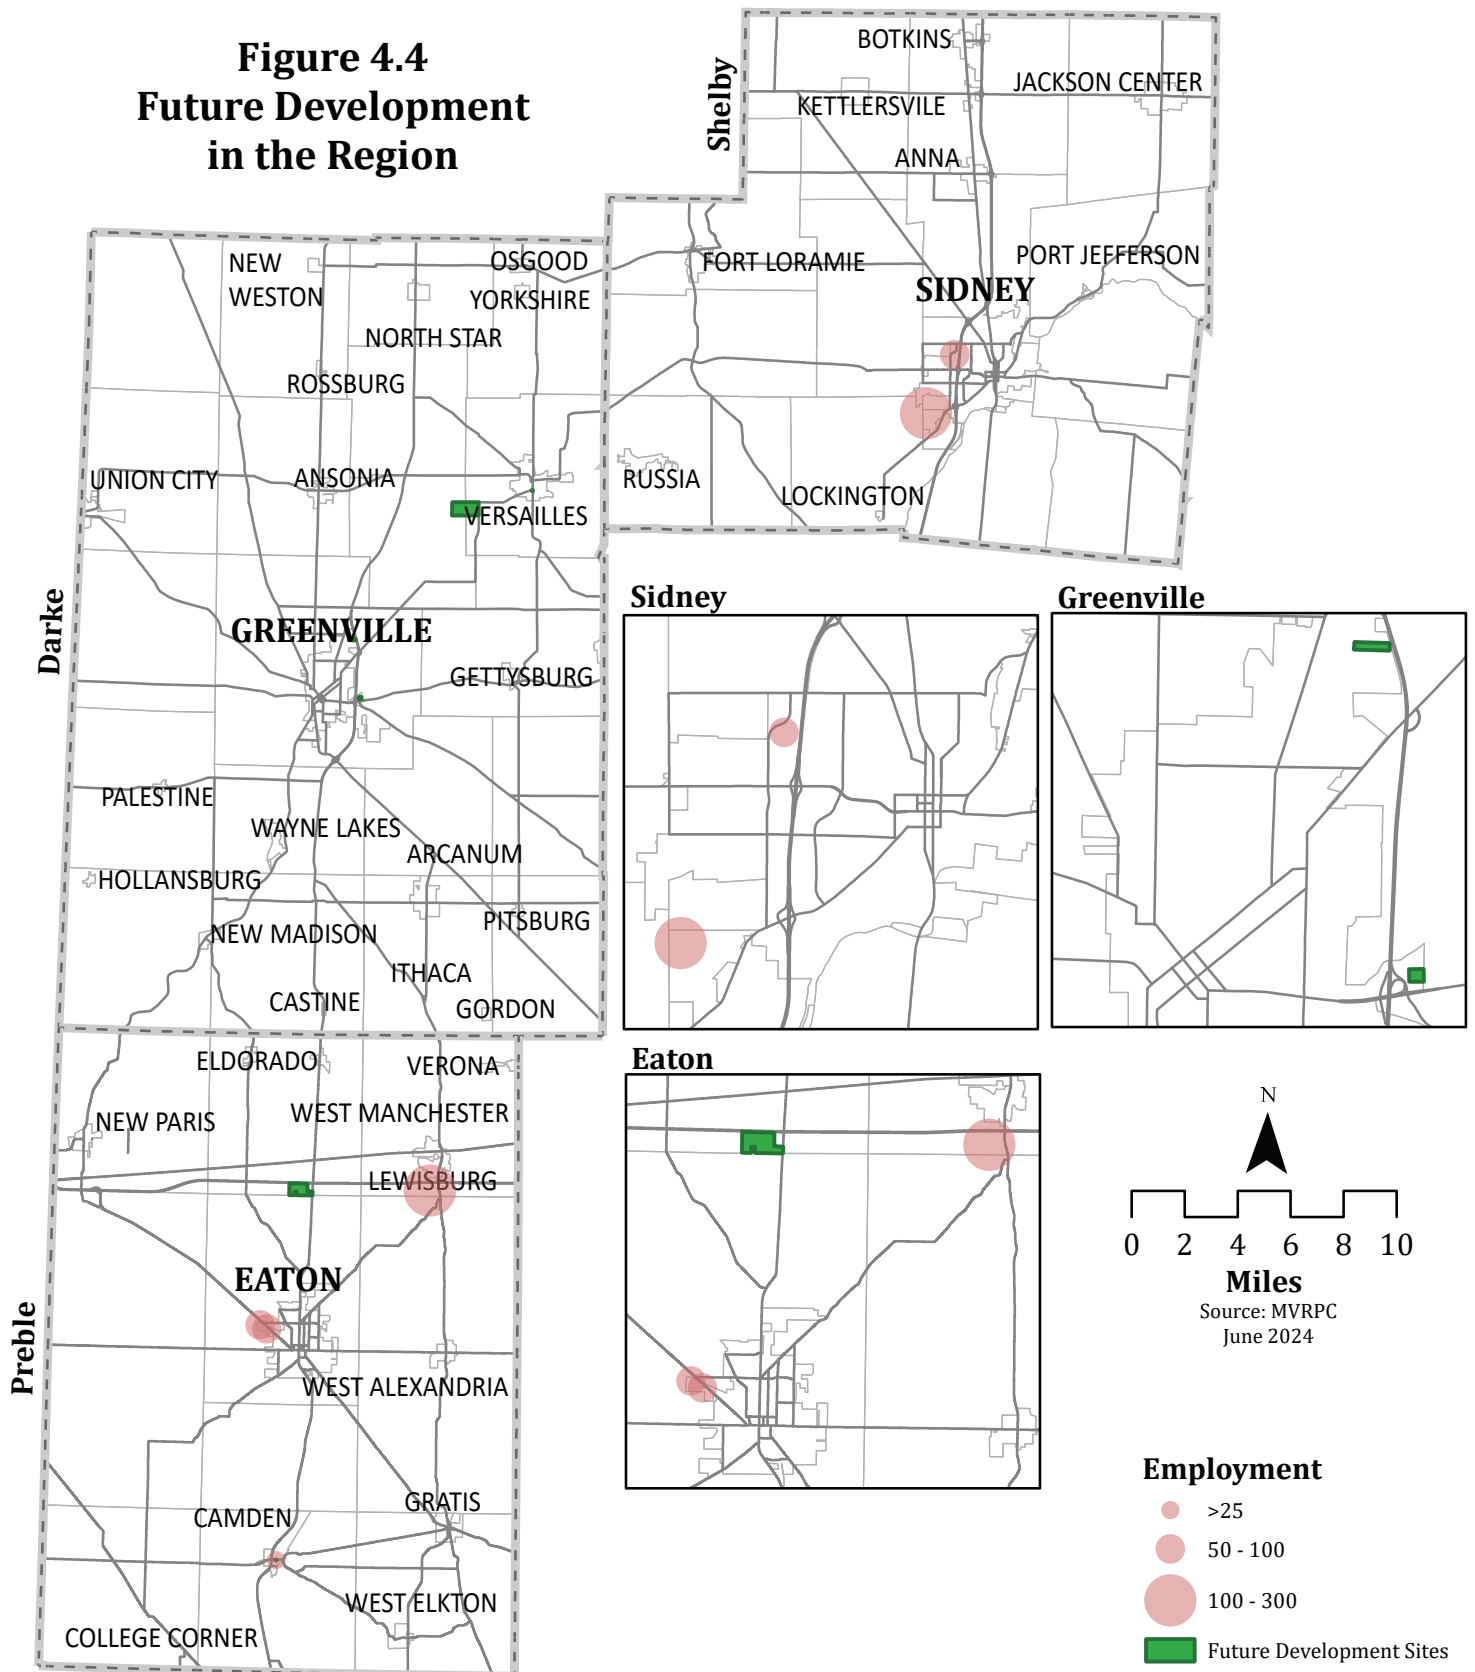 Figure 4.4
Future Development
in the Region
Shelby
BOTKINS
JACKSON CENTER
KETTLERSVILE
ANNA
FORT LORAMIE
PORT JEFFERSON
SIDNEY
RUSSIA
LOCKINGTON
Darke
NEW
WESTON
OSGOOD
YORKSHIRE
NORTH STAR
ROSSBURG
UNION CITY
ANSONIA
VERSAILLES
GREENVILLE
GETTYSBURG
PALESTINE
WAYNE LAKES
ARCANUM
HOLLANSBURG
PITSBURG
NEW MADISON
ITHACA
CASTINE
GORDON
Preble
ELDORADO
VERONA
NEW PARIS
WEST MANCHESTER
LEWISBURG
EATON
WEST ALEXANDRIA
CAMDEN
GRATIS
WEST ELKTON
COLLEGE CORNER
Sidney
Greenville
Eaton
N
0 2 4 6 8 10
Miles
Source: MVRPC
June 2024
Employment
>25
50 - 100
100 - 300
Future Development Sites